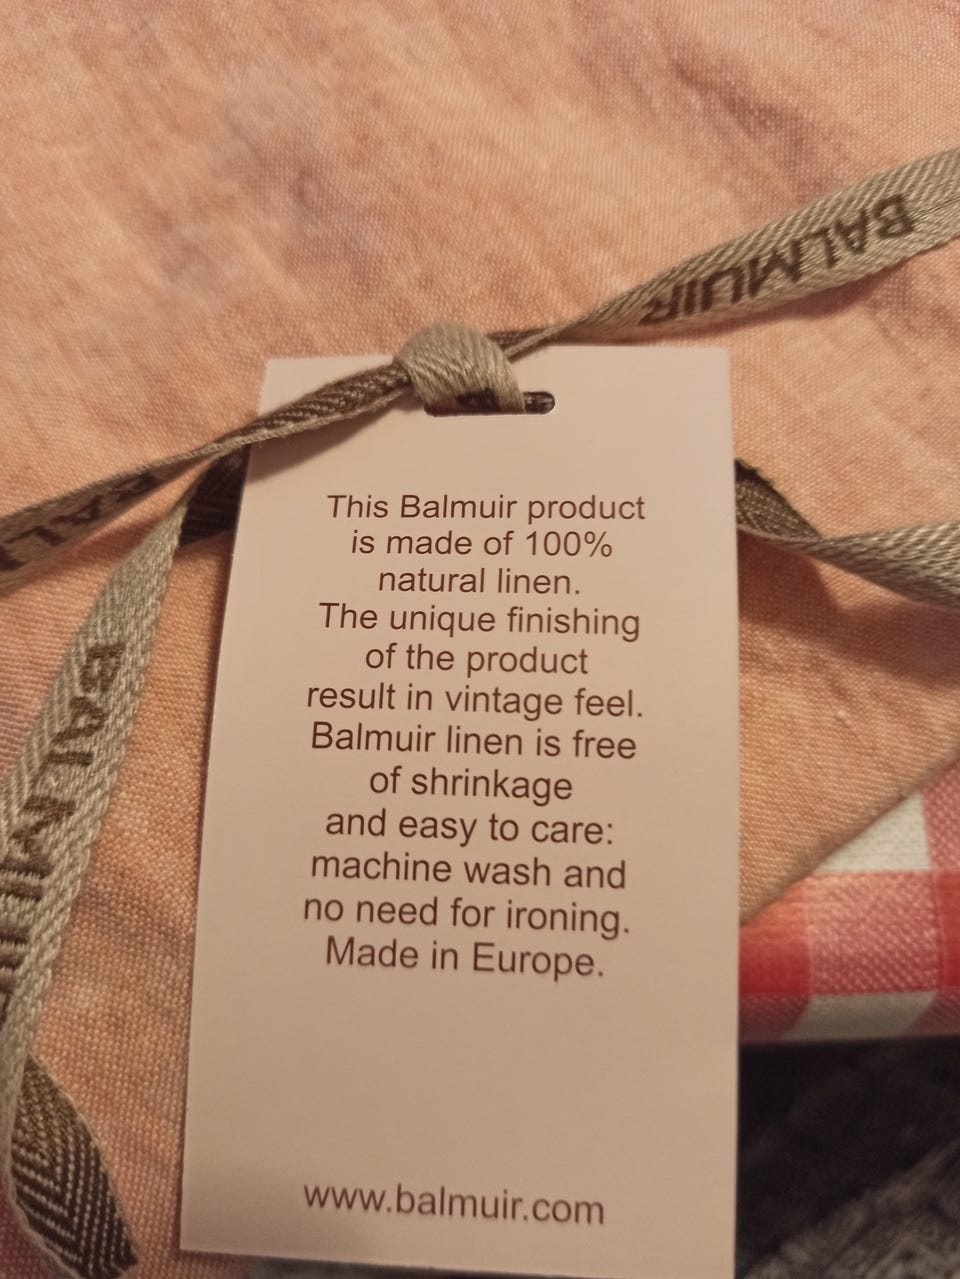 BALMUIR
This Balmuir product
is made of 100%
natural linen.
The unique finishing
of the product
result in vintage feel.
Balmuir linen is free
of shrinkage
and easy to care:
machine wash and
no need for ironing.
Made in Europe.
www.balmuir.com
BALMUIR
BAL